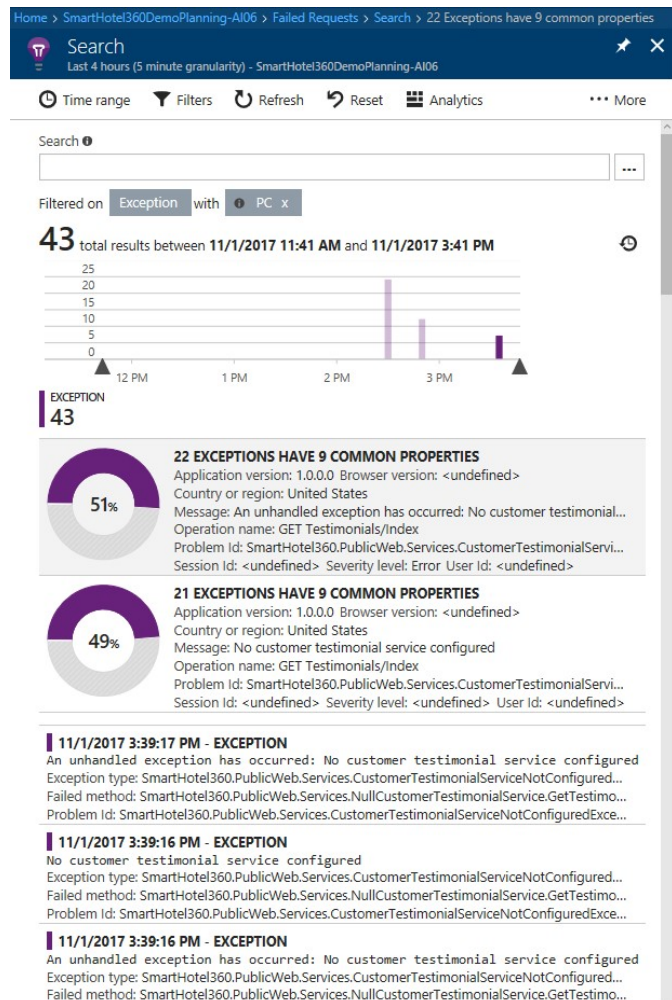 Home > SmartHotel360DemoPlanning-AI06 > Failed Requests > Search > 22 Exceptions have 9 common properties
Search
Last 4 hours (5 minute granularity) - SmartHotel360DemoPlanning-AI06
Time range Filters Refresh Reset Analytics ••• More
Search
...
Filtered on Exception with PC x
43 total results between 11/1/2017 11:41 AM and 11/1/2017 3:41 PM
25
20
15
10
5
0
12 PM 1 PM 2 PM 3 PM
EXCEPTION
43
51%
22 EXCEPTIONS HAVE 9 COMMON PROPERTIES
Application version: 1.0.0.0 Browser version: <undefined>
Country or region: United States
Message: An unhandled exception has occurred: No customer testimonial...
Operation name: GET Testimonials/Index
Problem Id: SmartHotel360.PublicWeb.Services.CustomerTestimonialServi...
Session Id: <undefined> Severity level: Error User Id: <undefined>
49%
21 EXCEPTIONS HAVE 9 COMMON PROPERTIES
Application version: 1.0.0.0 Browser version: <undefined>
Country or region: United States
Message: No customer testimonial service configured
Operation name: GET Testimonials/Index
Problem Id: SmartHotel360.PublicWeb.Services.CustomerTestimonialServi...
Session Id: <undefined> Severity level: <undefined> User Id: <undefined>
11/1/2017 3:39:17 PM - EXCEPTION
An unhandled exception has occurred: No customer testimonial service configured
Exception type: SmartHotel360.PublicWeb.Services.CustomerTestimonialServiceNotConfigured...
Failed method: SmartHotel360.PublicWeb.Services.NullCustomerTestimonialService.GetTestimo...
Problem Id: SmartHotel360.PublicWeb.Services.CustomerTestimonialServiceNotConfiguredExce...
11/1/2017 3:39:16 PM - EXCEPTION
No customer testimonial service configured
Exception type: SmartHotel360.PublicWeb.Services.CustomerTestimonialServiceNotConfigured...
Failed method: SmartHotel360.PublicWeb.Services.NullCustomerTestimonialService.GetTestimo...
Problem Id: SmartHotel360.PublicWeb.Services.CustomerTestimonialServiceNotConfiguredExce...
11/1/2017 3:39:16 PM - EXCEPTION
An unhandled exception has occurred: No customer testimonial service configured
Exception type: SmartHotel360.PublicWeb.Services.CustomerTestimonialServiceNotConfigured...
Failed method: SmartHotel360.PublicWeb.Services.NullCustomerTestimonialService.GetTestimo...